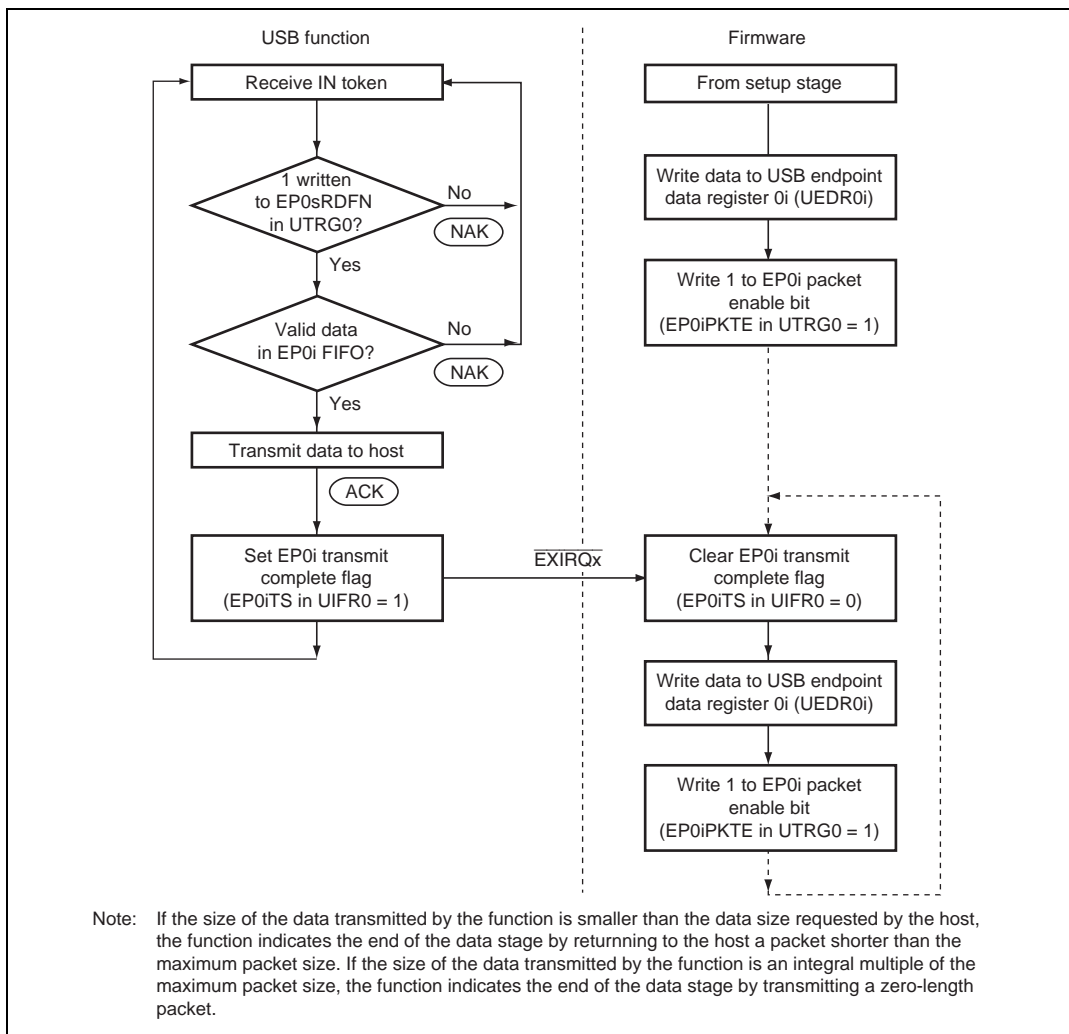 USB function
Firmware
Receive IN token
From setup stage
1 written
to EP0sRDFN
in UTRG0?
No
NAK
Yes
Write data to USB endpoint
data register 0i (UEDR0i)
Write 1 to EP0i packet
enable bit
(EP0iPKTE in UTRG0 = 1)
Valid data
in EP0i FIFO?
No
NAK
Yes
Transmit data to host
ACK
Set EP0i transmit
complete flag
(EP0iTS in UIFR0 = 1)
EXIRQx
Clear EP0i transmit
complete flag
(EP0iTS in UIFR0 = 0)
Write data to USB endpoint
data register 0i (UEDR0i)
Write 1 to EP0i packet
enable bit
(EP0iPKTE in UTRG0 = 1)
Note: If the size of the data transmitted by the function is smaller than the data size requested by the host,
the function indicates the end of the data stage by returnning to the host a packet shorter than the
maximum packet size. If the size of the data transmitted by the function is an integral multiple of the
maximum packet size, the function indicates the end of the data stage by transmitting a zero-length
packet.